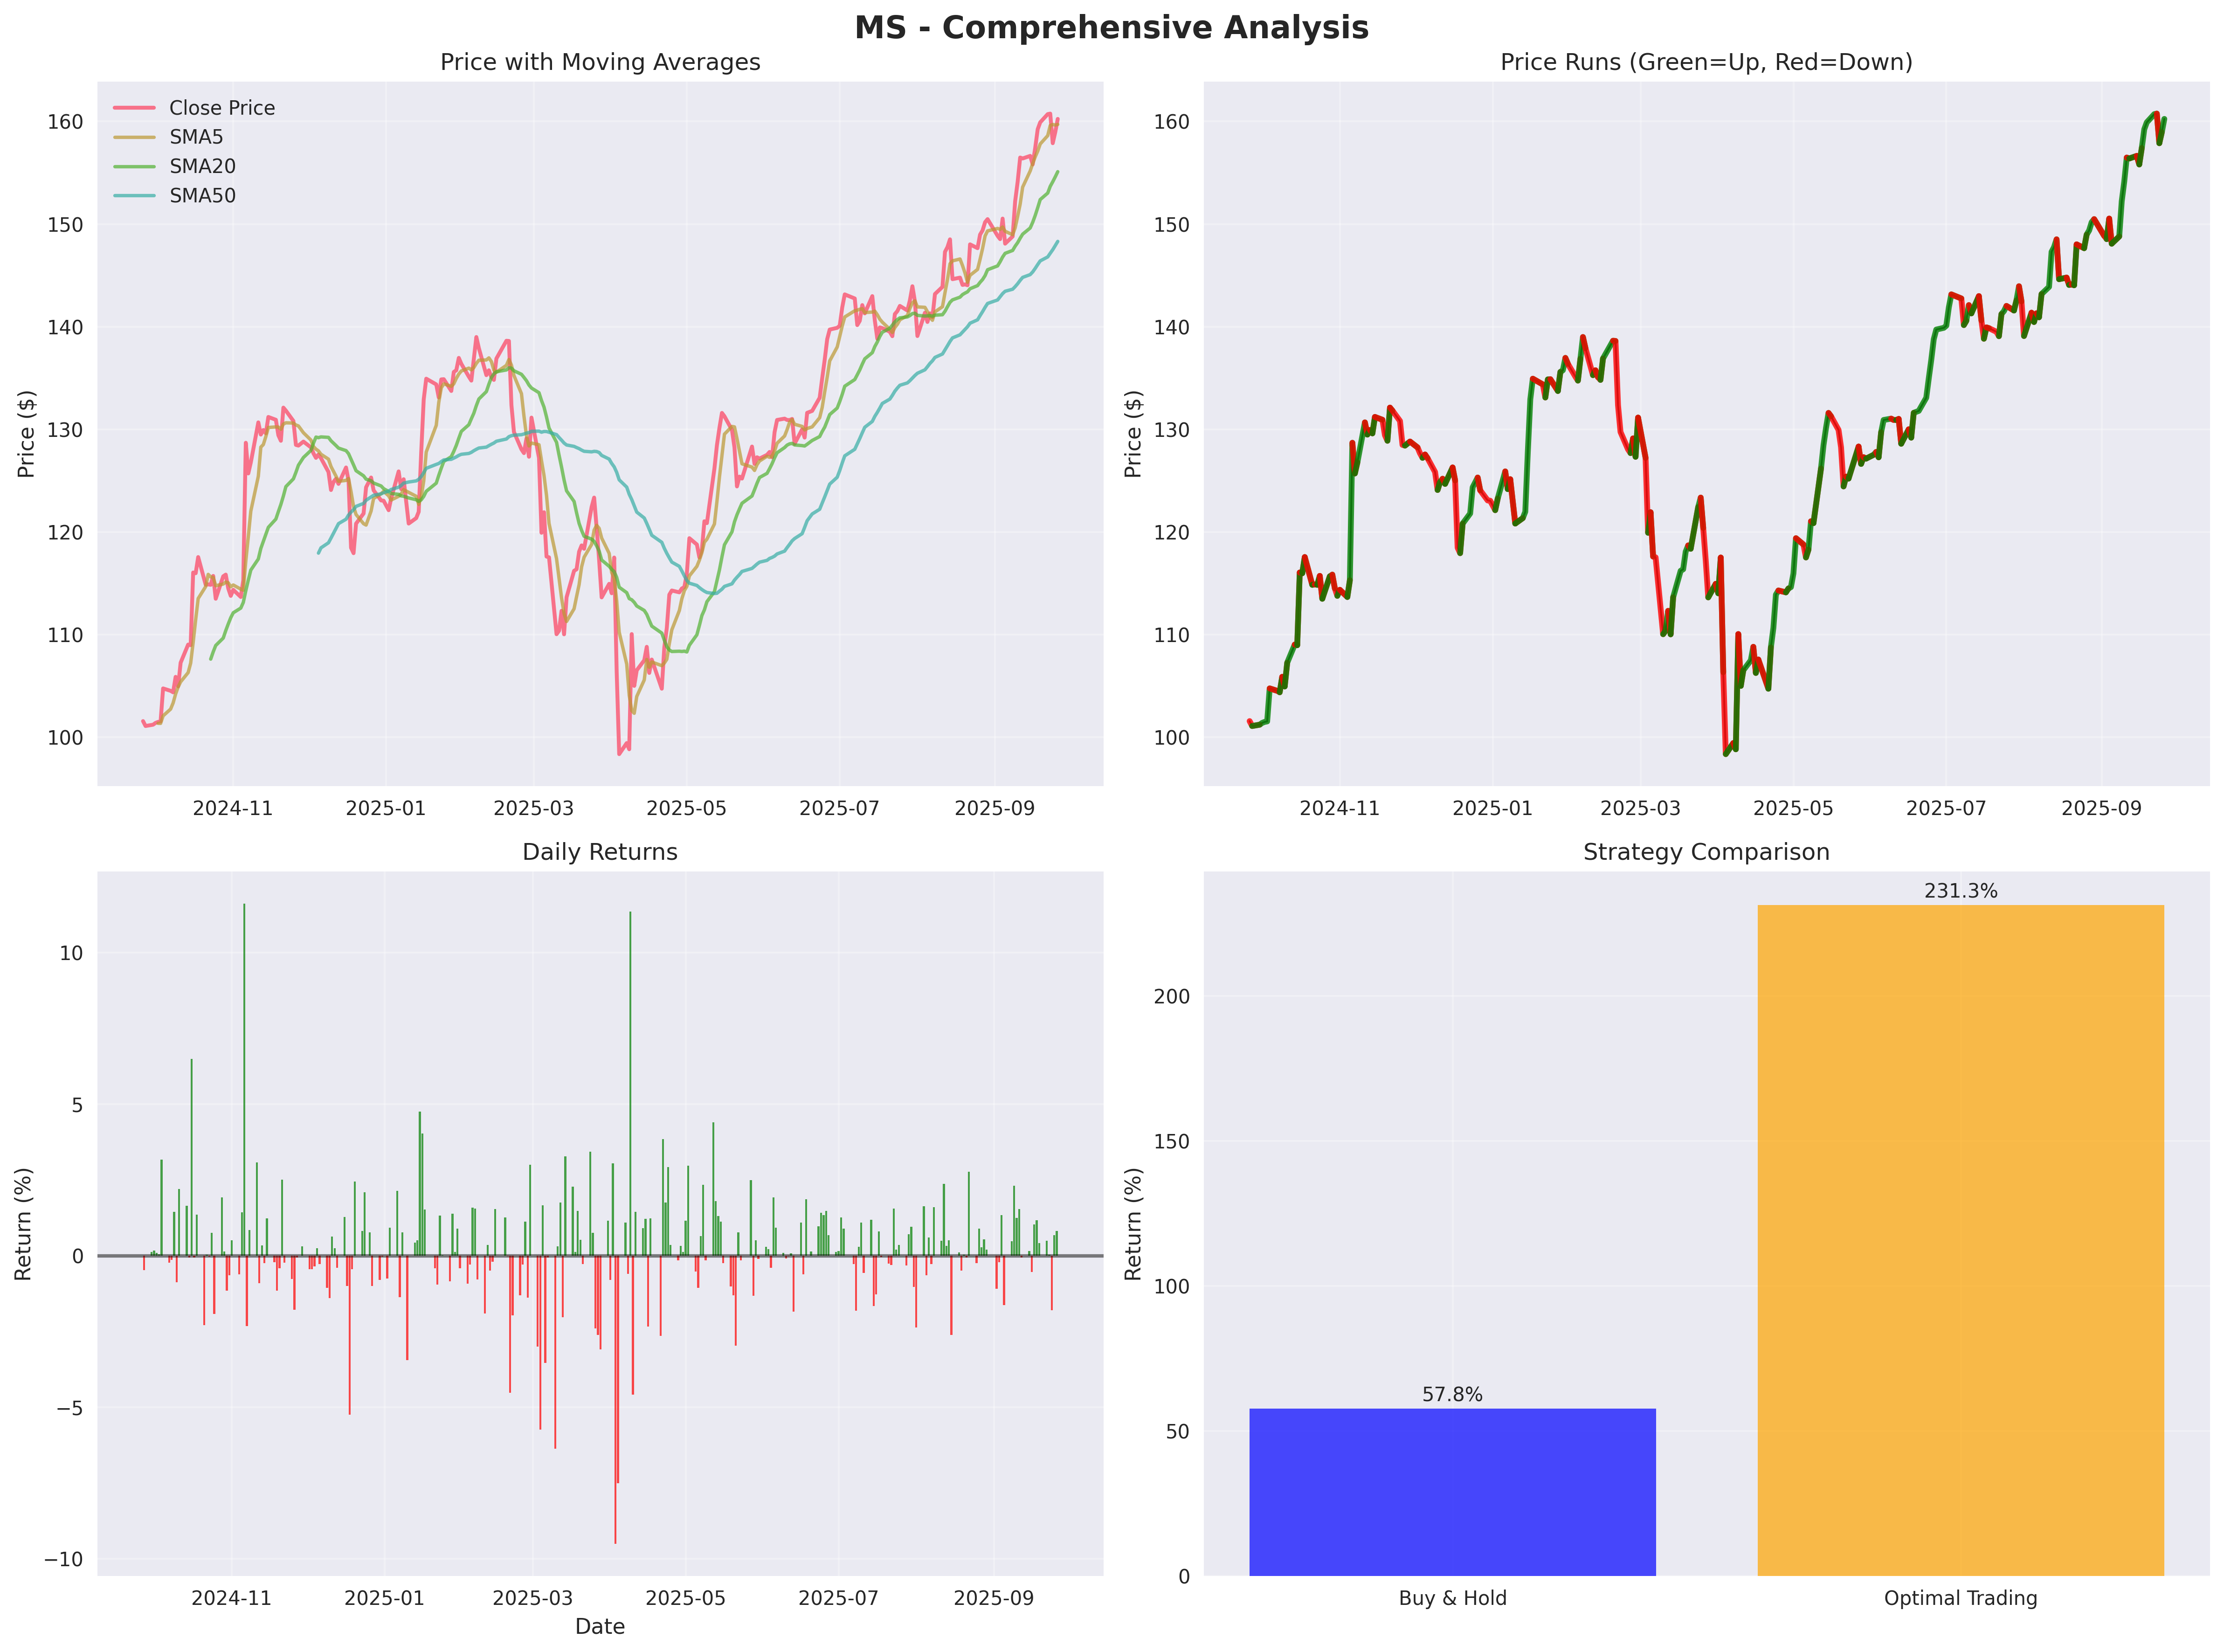 MS - Comprehensive Analysis
Price with Moving Averages
Close Price
SMA5
SMA20
SMA50
Price ($)
160
150
140
130
120
110
100
2024-11 2025-01 2025-03 2025-05 2025-07 2025-09
Price Runs (Green=Up, Red=Down)
Price ($)
160
150
140
130
120
110
100
2024-11 2025-01 2025-03 2025-05 2025-07 2025-09
Daily Returns
Return (%)
10
5
0
−5
−10
2024-11 2025-01 2025-03 2025-05 2025-07 2025-09
Date
Strategy Comparison
Return (%)
200
150
100
50
0
57.8%
231.3%
Buy & Hold Optimal Trading